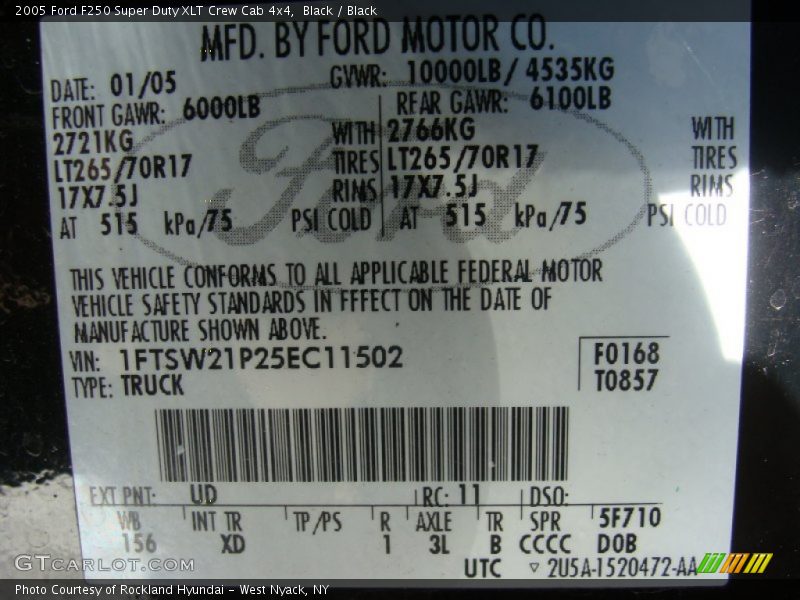 2005 Ford F250 Super Duty XLT Crew Cab 4x4,  Black / Black
MFD. BY FORD MOTOR CO.
DATE: 01/05 GVWR: 10000LB/ 4535KG
FRONT GAWR: 6000LB REAR GAWR: 6100LB
2721KG WITH 2766KG WITH
LT265/70R17 TIRES LT265/70R17 TIRES
17X7.5J RIMS 17X7.5J RIMS
AT 515 kPa/75 PSI COLD AT 515 kPa/75 PSI COLD
Ford
THIS VEHICLE CONFORMS TO ALL APPLICABLE FEDERAL MOTOR
VEHICLE SAFETY STANDARDS IN EFFECT ON THE DATE OF
MANUFACTURE SHOWN ABOVE.
VIN: 1FTSW21P25EC11502 F0168
TYPE: TRUCK T0857
EXT PNT: UD RC: 11 DSO:
WB INT TR TP/PS R AXLE TR SPR 5F710
156 XD 1 3L B CCCC DOB
UTC ▽ 2U5A-1520472-AA
GTCarlot.com
Photo Courtesy of Rockland Hyundai - West Nyack, NY